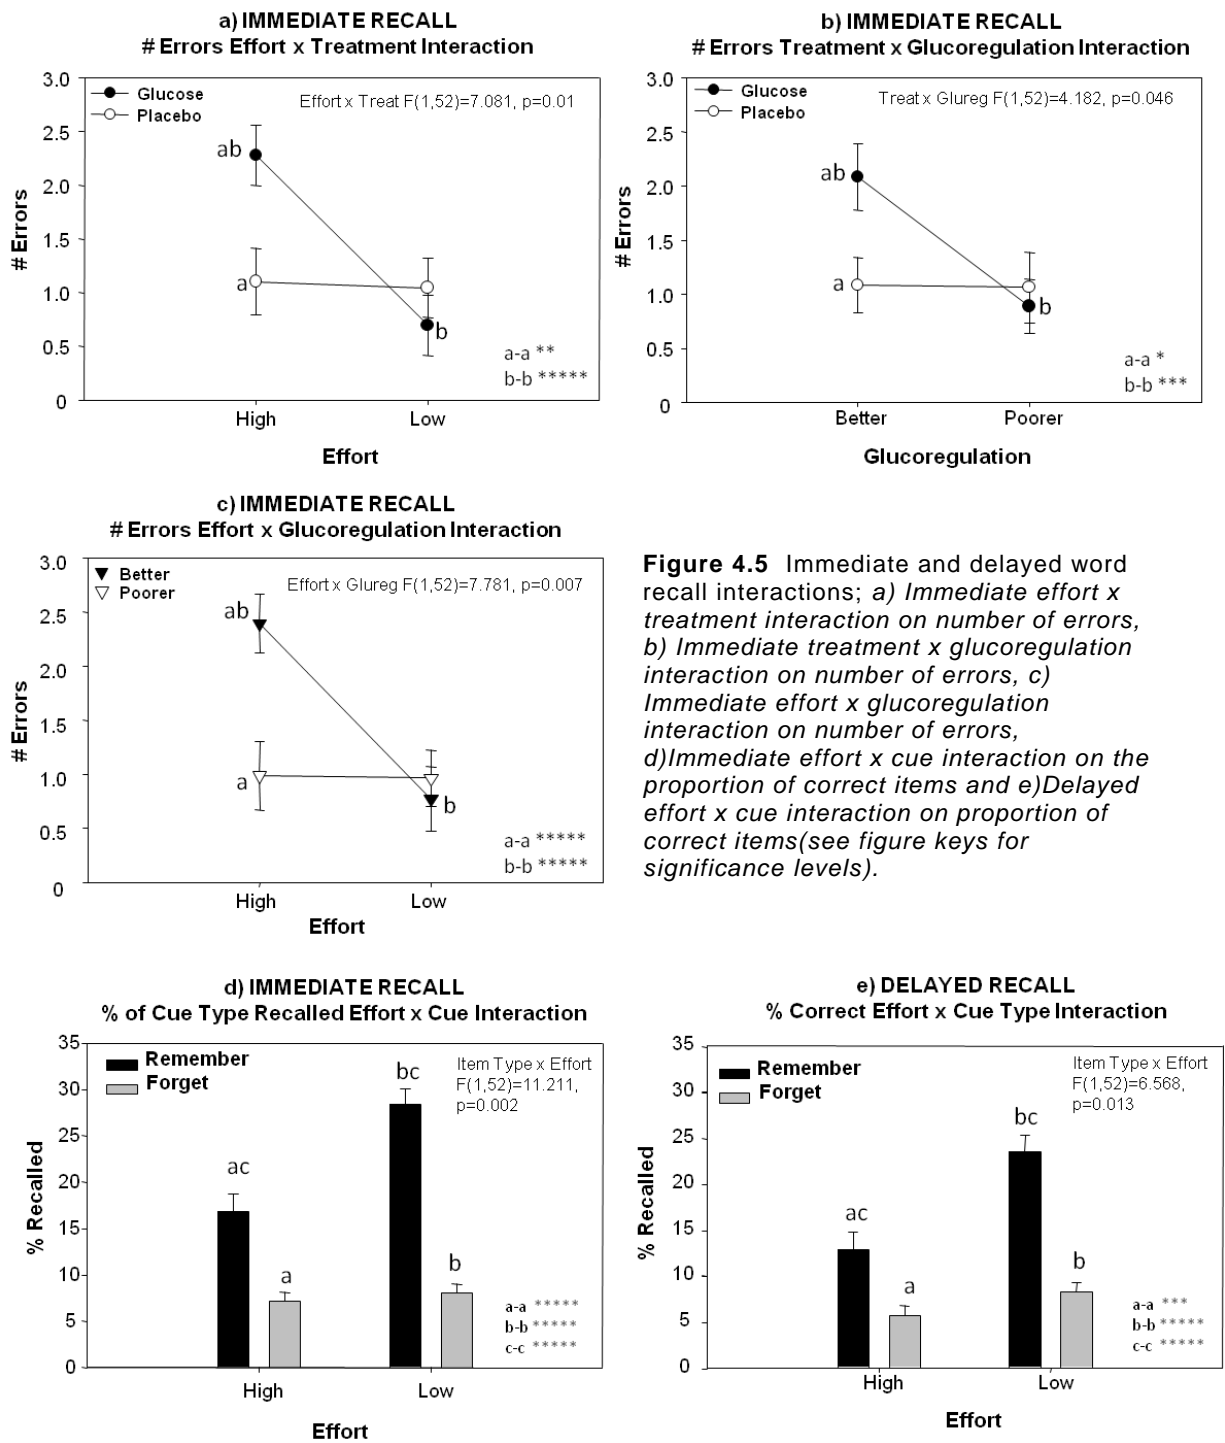 a) IMMEDIATE RECALL
# Errors Effort x Treatment Interaction
3.0
2.5
2.0
1.5
1.0
0.5
0
# Errors
Glucose
Placebo
Effort x Treat F(1,52)=7.081, p=0.01
ab
a
b
a-a **
b-b *****
High
Low
Effort
b) IMMEDIATE RECALL
# Errors Treatment x Glucoregulation Interaction
3.0
2.5
2.0
1.5
1.0
0.5
0
# Errors
Glucose
Placebo
Treat x Glureg F(1,52)=4.182, p=0.046
ab
a
b
a-a *
b-b ***
Better
Poorer
Glucoregulation
c) IMMEDIATE RECALL
# Errors Effort x Glucoregulation Interaction
3.0
2.5
2.0
1.5
1.0
0.5
0
# Errors
Better
Poorer
Effort x Glureg F(1,52)=7.781, p=0.007
ab
a
b
a-a *****
b-b *****
High
Low
Effort
Figure 4.5 Immediate and delayed word
recall interactions; a) Immediate effort x
treatment interaction on number of errors,
b) Immediate treatment x glucoregulation
interaction on number of errors, c)
Immediate effort x glucoregulation
interaction on number of errors,
d)Immediate effort x cue interaction on the
proportion of correct items and e)Delayed
effort x cue interaction on proportion of
correct items(see figure keys for
significance levels).
d) IMMEDIATE RECALL
% of Cue Type Recalled Effort x Cue Interaction
35
30
25
20
15
10
5
0
% Recalled
Remember
Forget
Item Type x Effort
F(1,52)=11.211,
p=0.002
ac
a
bc
b
a-a *****
b-b *****
c-c *****
High
Low
Effort
e) DELAYED RECALL
% Correct Effort x Cue Type Interaction
35
30
25
20
15
10
5
0
% Recalled
Remember
Forget
Item Type x Effort
F(1,52)=6.568,
p=0.013
ac
a
bc
b
a-a ***
b-b *****
c-c *****
High
Low
Effort